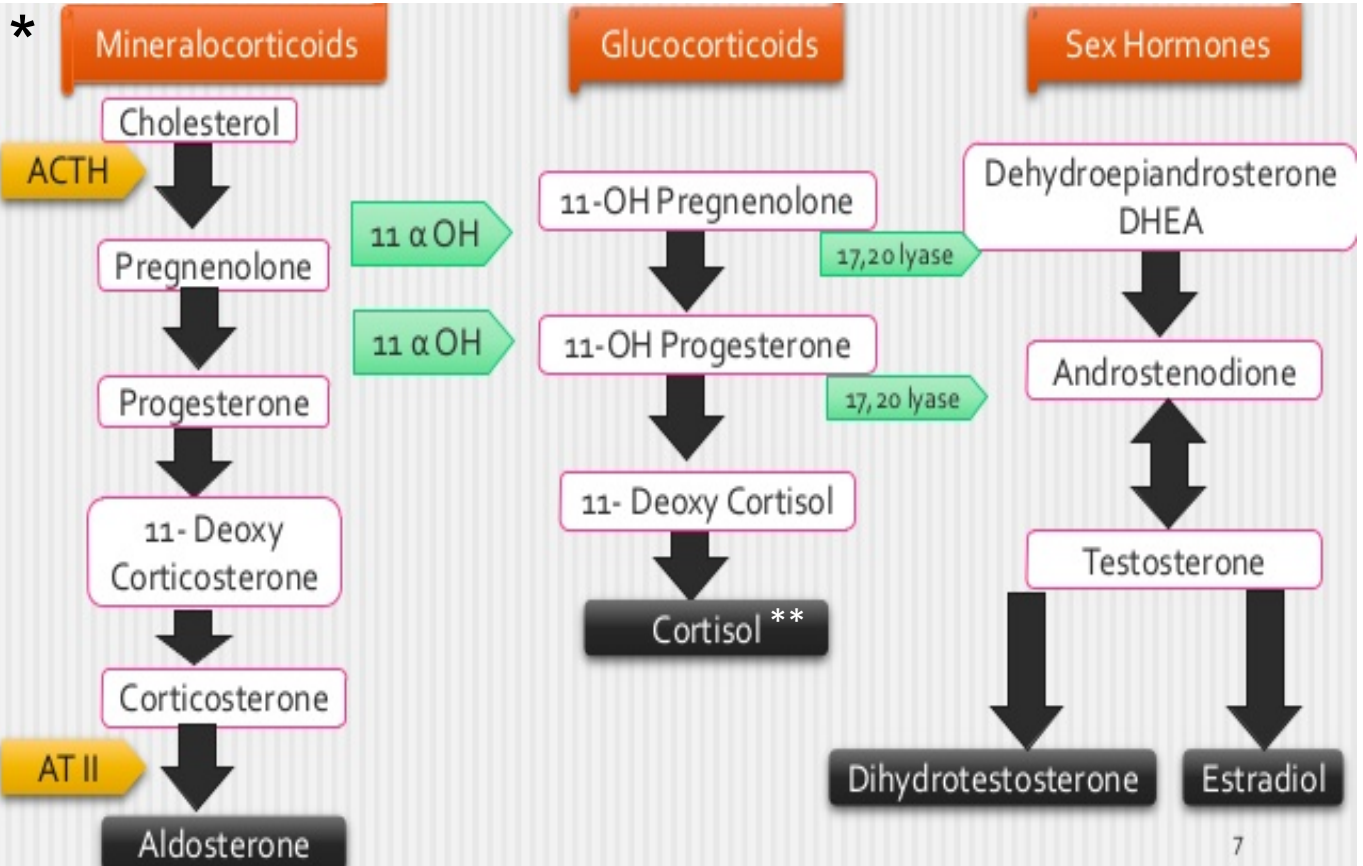 *
Mineralocorticoids
Cholesterol
ACTH
Pregnenolone
Progesterone
11- Deoxy
Corticosterone
Corticosterone
AT II
Aldosterone
11 α OH
11 α OH
Glucocorticoids
11-OH Pregnenolone
11-OH Progesterone
11- Deoxy Cortisol
Cortisol **
17,20 lyase
17, 20 lyase
Sex Hormones
Dehydroepiandrosterone
DHEA
Androstenodione
Testosterone
Dihydrotestosterone
Estradiol
7